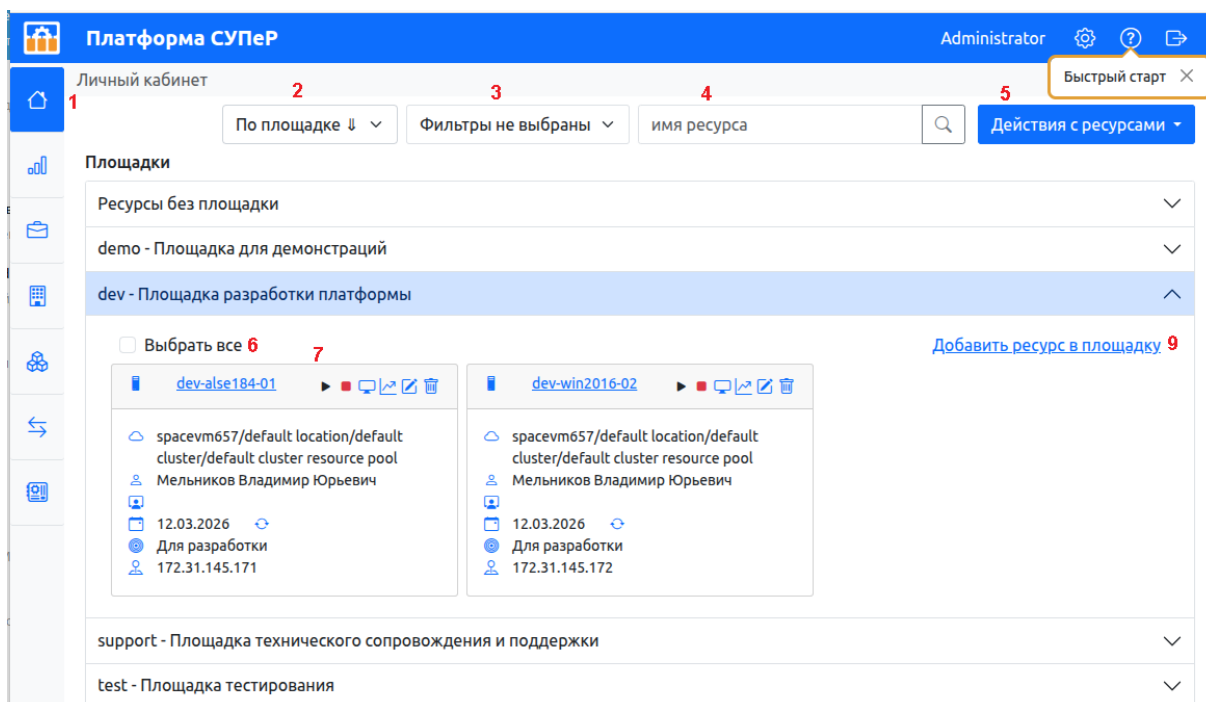 Платформа СУПеР
Administrator
Личный кабинет
Быстрый старт
1
2
3
4
5
По площадке ⇓
Фильтры не выбраны
имя ресурса
Действия с ресурсами
Площадки
Ресурсы без площадки
demo - Площадка для демонстраций
dev - Площадка разработки платформы
Выбрать все 6
7
Добавить ресурс в площадку 9
dev-alse184-01
spacevm657/default location/default
cluster/default cluster resource pool
Мельников Владимир Юрьевич
12.03.2026
Для разработки
172.31.145.171
dev-win2016-02
spacevm657/default location/default
cluster/default cluster resource pool
Мельников Владимир Юрьевич
12.03.2026
Для разработки
172.31.145.172
support - Площадка технического сопровождения и поддержки
test - Площадка тестирования